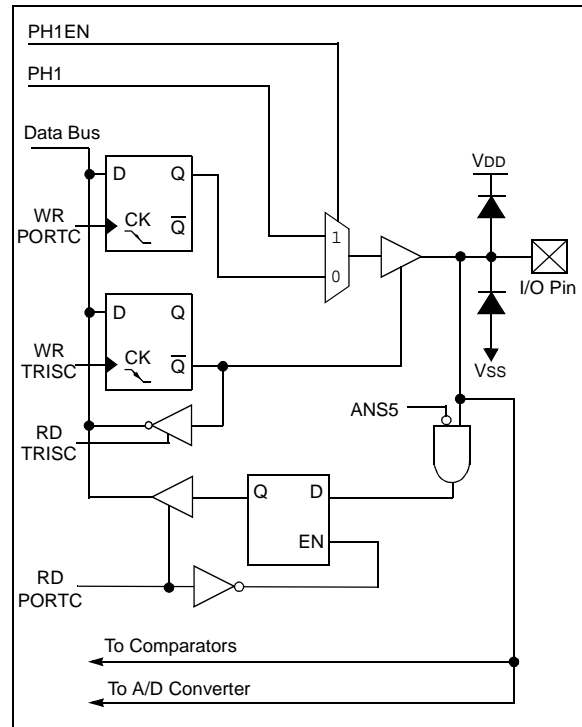 PH1EN
PH1
Data Bus
VDD
D Q
WR
PORTC
CK
Q
1
0
I/O Pin
D Q
WR
TRISC
CK
Q
VSS
ANS5
RD
TRISC
Q D
EN
RD
PORTC
To Comparators
To A/D Converter